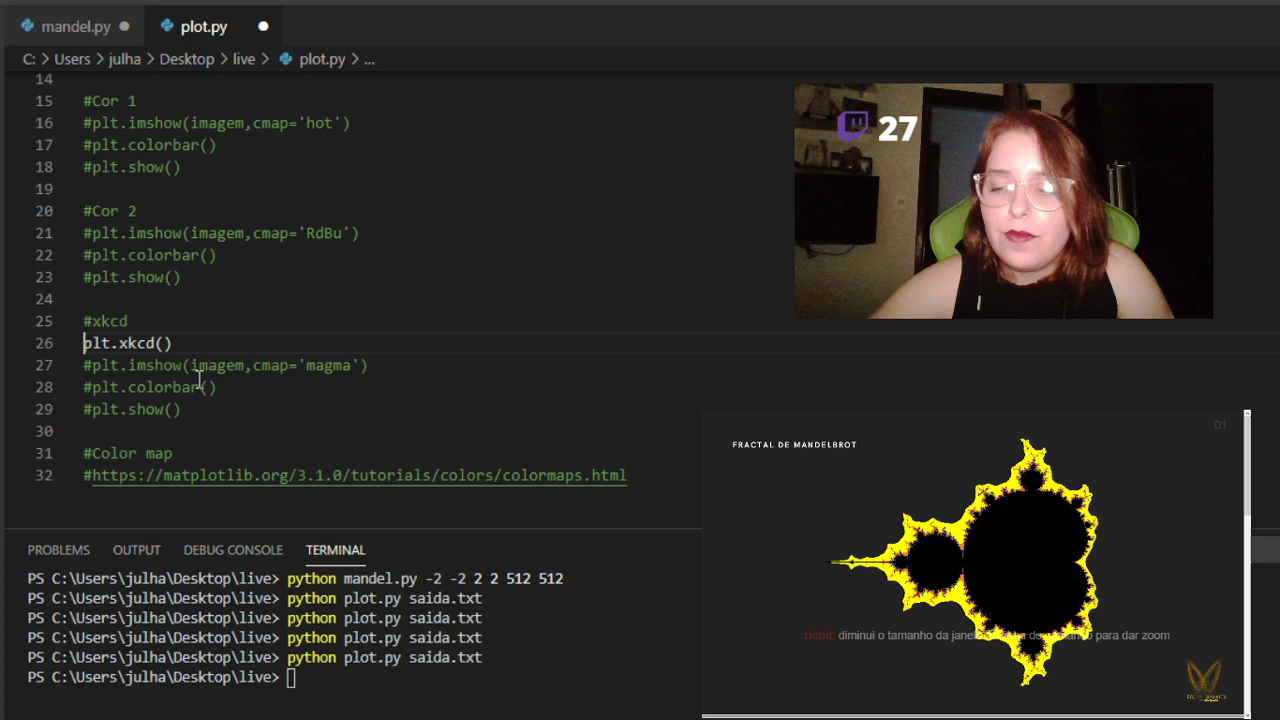 mandel.py
plot.py
C: > Users > julha > Desktop > live > plot.py > ...
14
15 #Cor 1
16 #plt.imshow(imagem,cmap='hot')
17 #plt.colorbar()
18 #plt.show()
19
20 #Cor 2
21 #plt.imshow(imagem,cmap='RdBu')
22 #plt.colorbar()
23 #plt.show()
24
25 #xkcd
26 plt.xkcd()
27 #plt.imshow(imagem,cmap='magma')
28 #plt.colorbar()
29 #plt.show()
30
31 #Color map
32 #https://matplotlib.org/3.1.0/tutorials/colors/colormaps.html
27
01
FRACTAL DE MANDELBROT
ricbit diminui o tamanho da para dar zoom
PROBLEMS OUTPUT DEBUG CONSOLE TERMINAL
PS C:\Users\julha\Desktop\live> python mandel.py -2 -2 2 2 512 512
PS C:\Users\julha\Desktop\live> python plot.py saida.txt
PS C:\Users\julha\Desktop\live> python plot.py saida.txt
PS C:\Users\julha\Desktop\live> python plot.py saida.txt
PS C:\Users\julha\Desktop\live> python plot.py saida.txt
PS C:\Users\julha\Desktop\live>